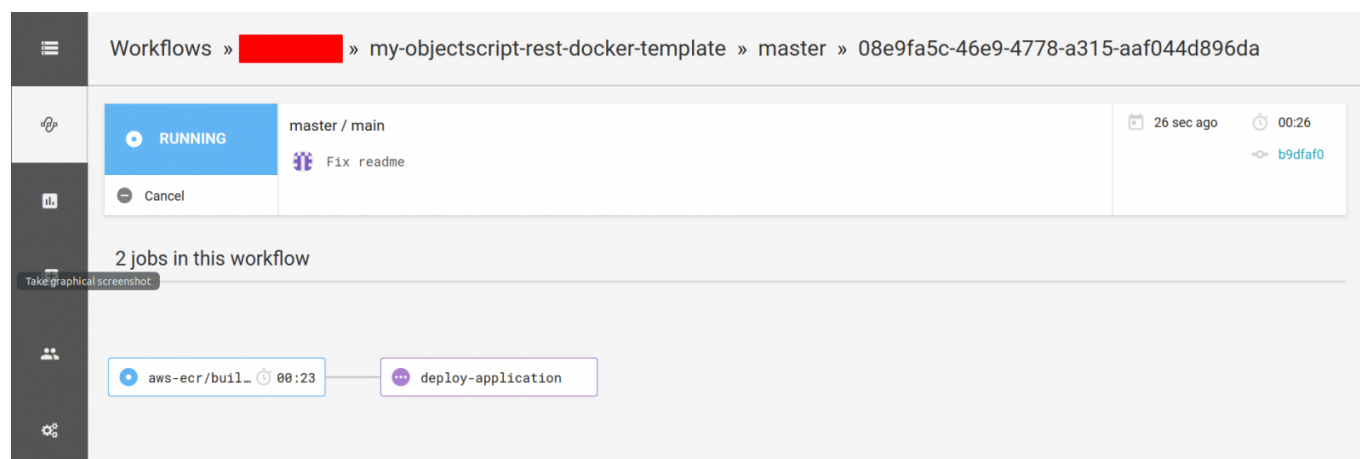 Workflows » » my-objectscript-rest-docker-template » master » 08e9fa5c-46e9-4778-a315-aaf044d896da
RUNNING
Cancel
master / main
Fix readme
26 sec ago
00:26
b9dfaf0
2 jobs in this workflow
Take graphical screenshot
aws-ecr/buil… 00:23
deploy-application